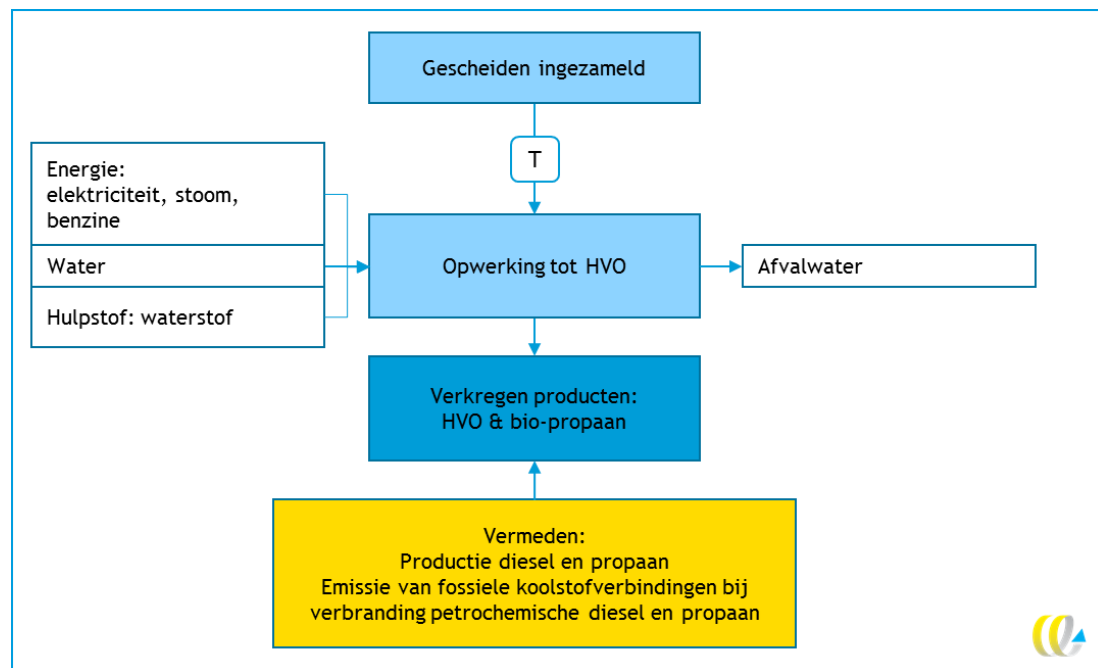 Gescheiden ingezameld
T
Energie:
elektriciteit, stoom,
benzine
Water
Hulpstof: waterstof
Opwerking tot HVO
Afvalwater
Verkregen producten:
HVO & bio-propaan
Vermeden:
Productie diesel en propaan
Emissie van fossiele koolstofverbindingen bij
verbranding petrochemische diesel en propaan